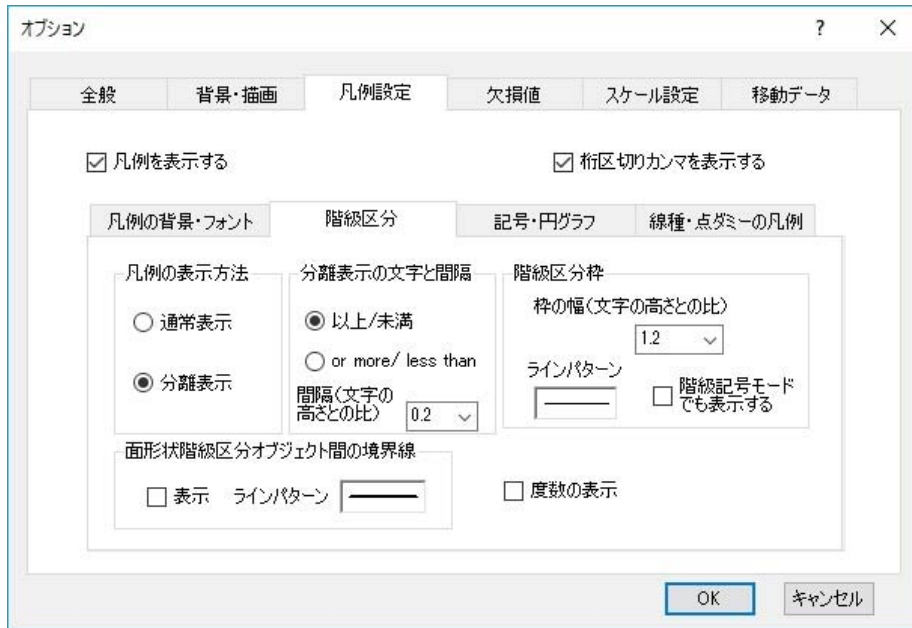 オプション
?
全般
背景・描画
凡例設定
欠損値
スケール設定
移動データ
凡例を表示する
桁区切りカンマを表示する
凡例の背景・フォント
階級区分
記号・円グラフ
線種・点ダミーの凡例
凡例の表示方法
通常表示
分離表示
分離表示の文字と間隔
以上/未満
or more/ less than
間隔(文字の
高さとの比)
0.2
階級区分枠
枠の幅(文字の高さとの比)
1.2
ラインパターン
階級記号モード
でも表示する
面形状階級区分オブジェクト間の境界線
表示
ラインパターン
度数の表示
OK
キャンセル